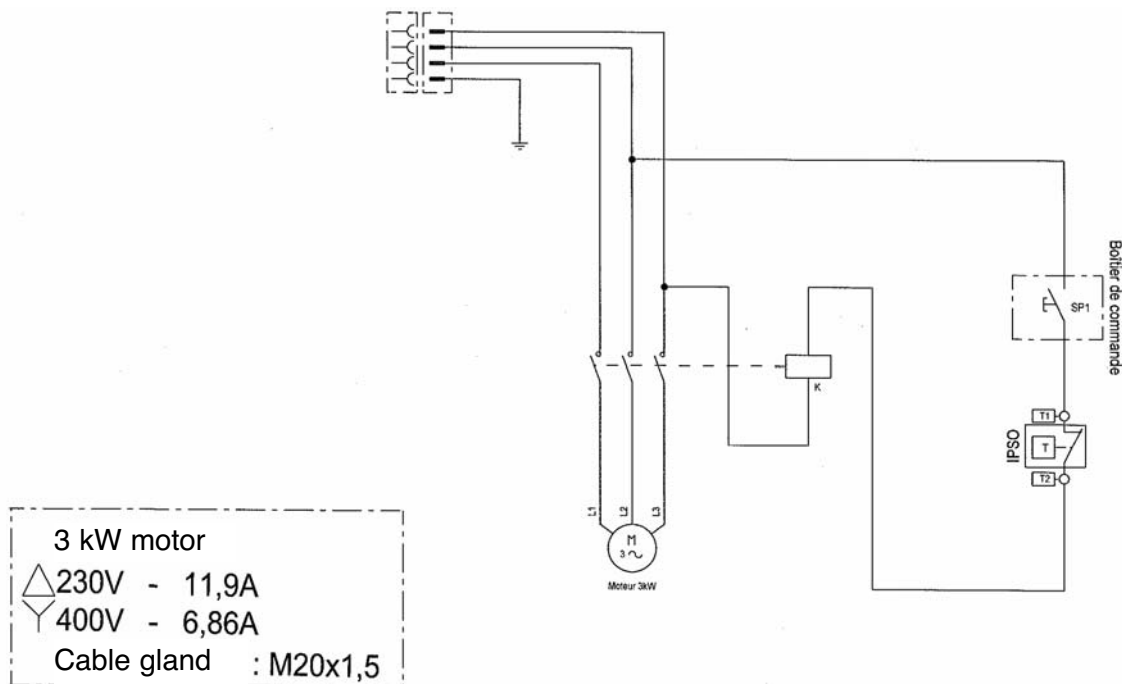 Boîtier de commande
SP1
K
T1
IPSO
T
T2
L1
L2
L3
M
3
Moteur 3kW
3 kW motor
230V - 11,9A
400V - 6,86A
Cable gland : M20x1,5